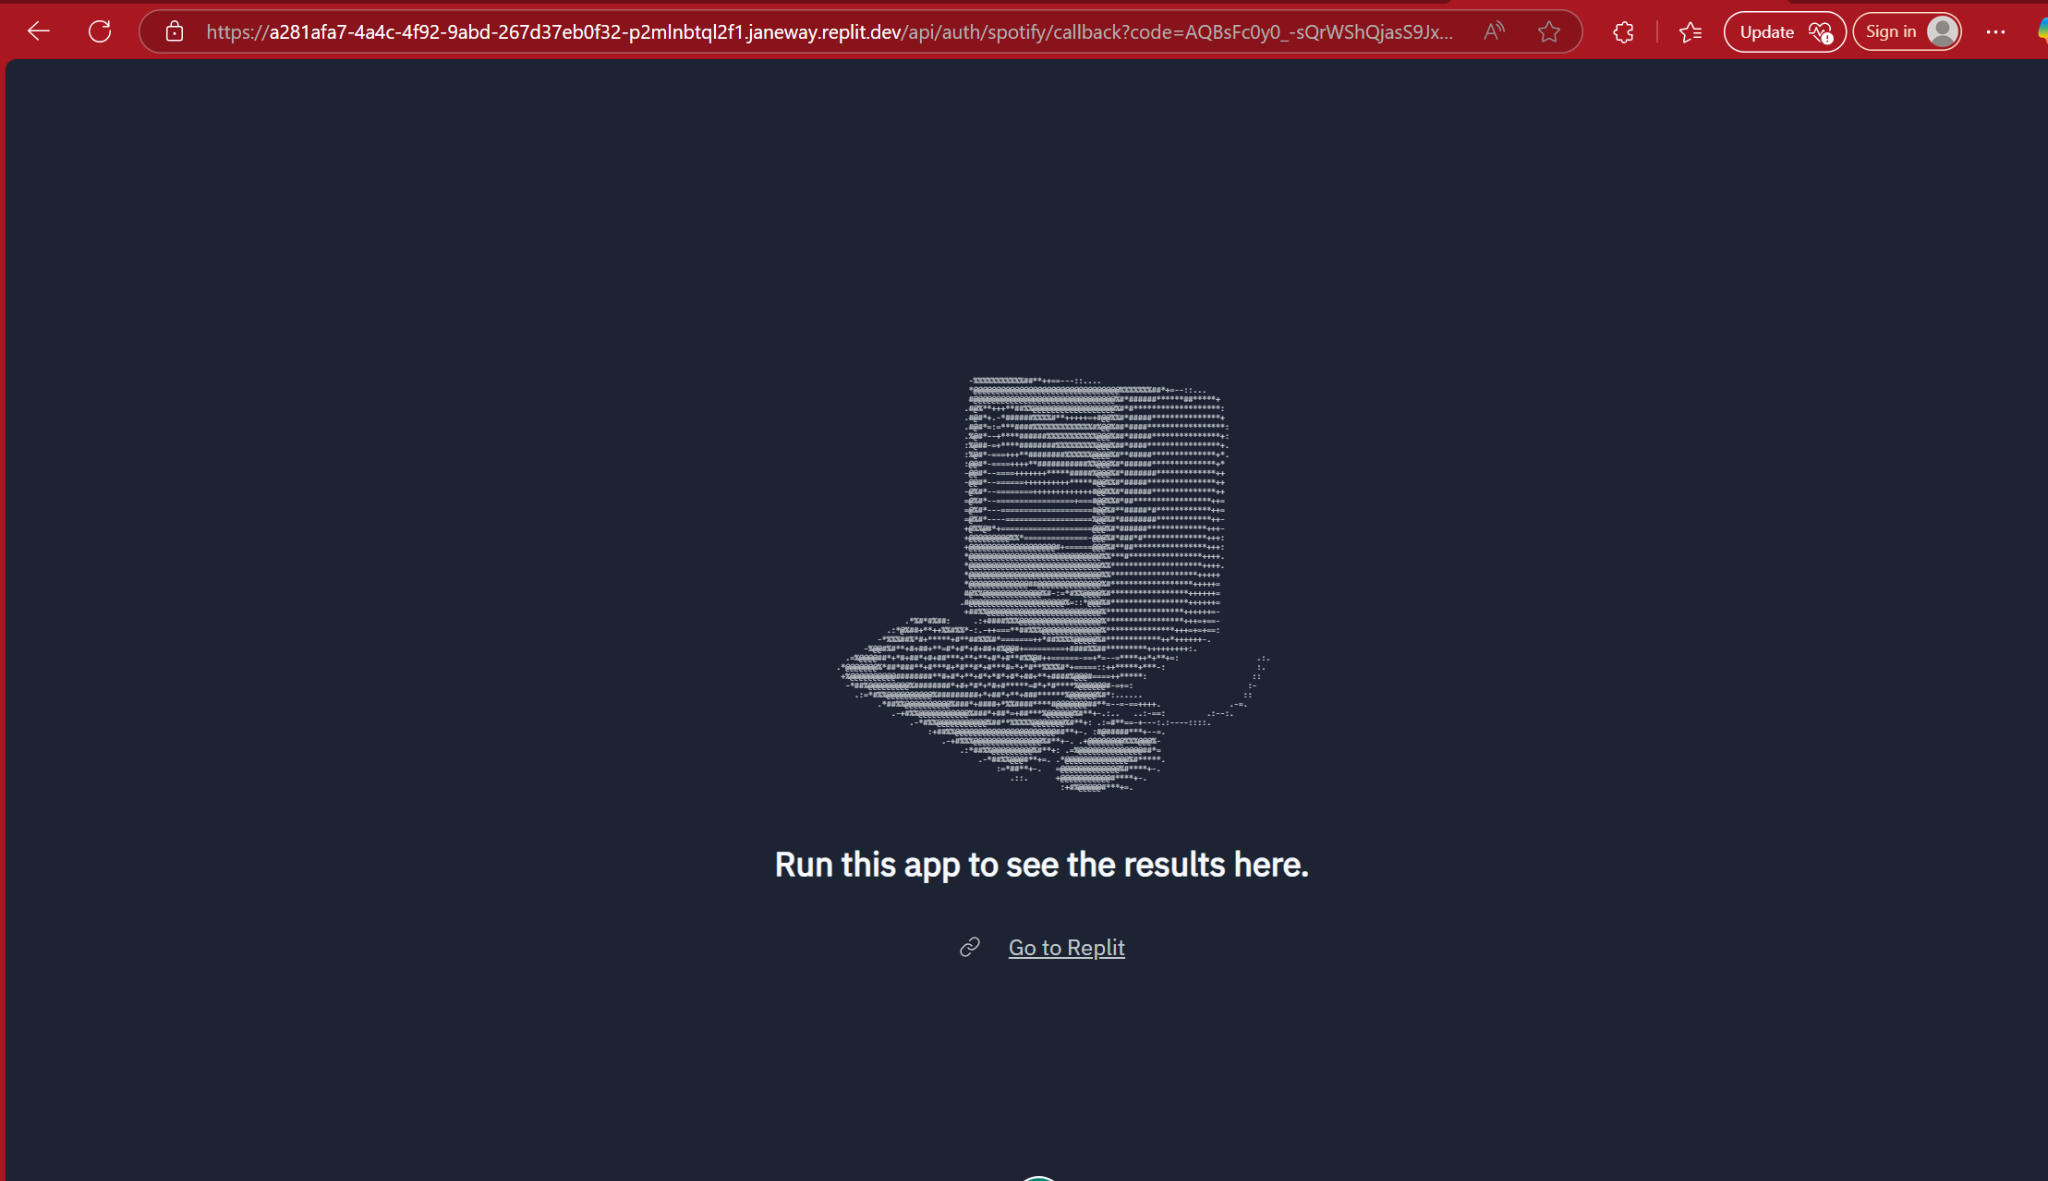 https://a281afa7-4a4c-4f92-9abd-267d37eb0f32-p2mlnbtql2f1.janeway.replit.dev/api/auth/spotify/callback?code=AQBsFc0y0_-sQrWShQjasS9Jx...
Update
Sign in
Run this app to see the results here.
Go to Replit